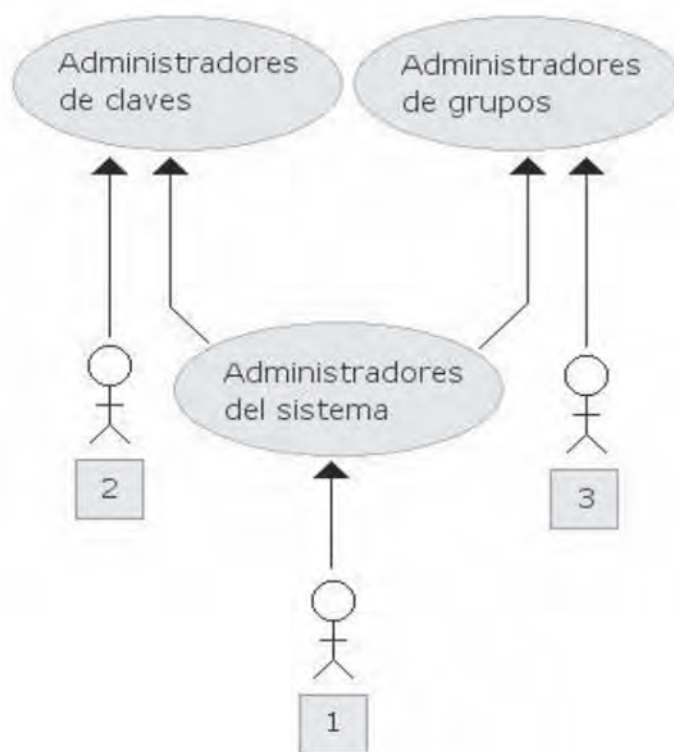 Administradores
de claves
Administradores
de grupos
Administradores
del sistema
2
3
1